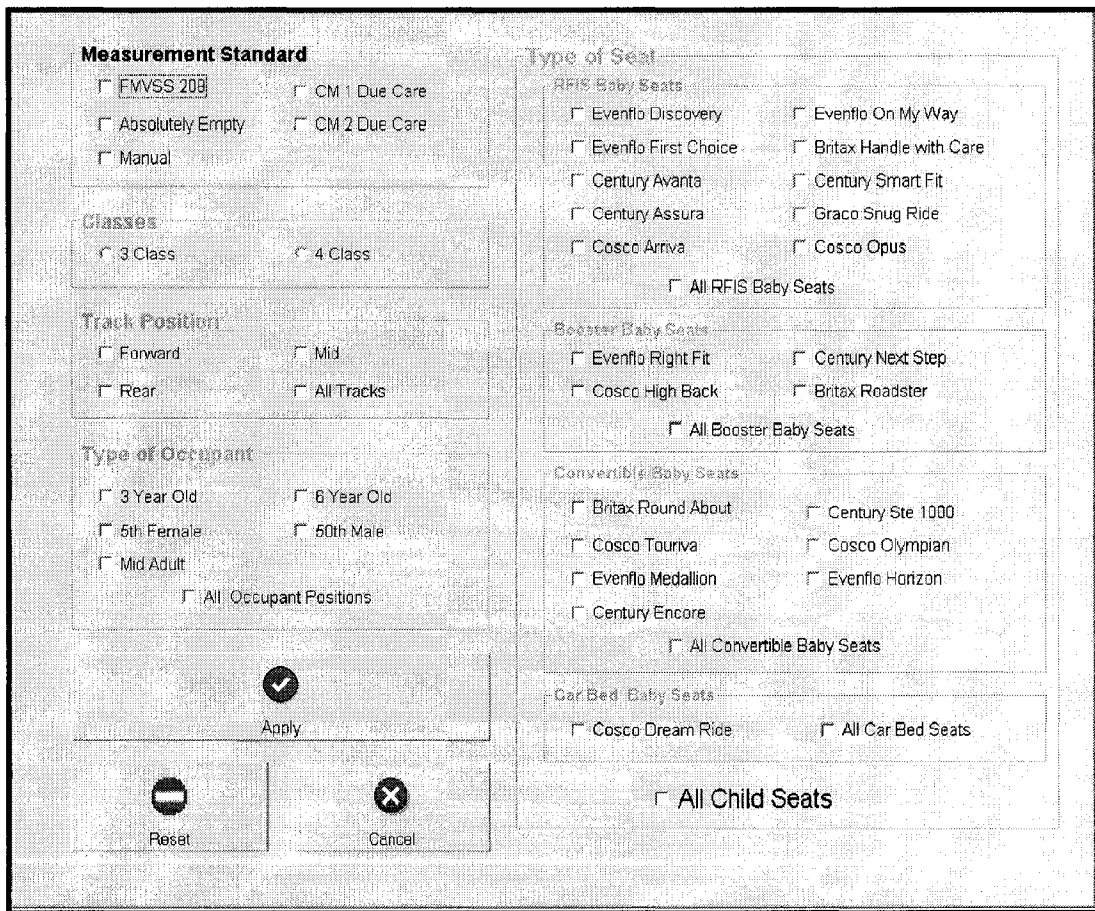 Measurement Standard
FMVSS 208
CM 1 Due Care
Absolutely Empty
CM 2 Due Care
Manual
Classes
3 Class
4 Class
Track Position
Forward
Mid
Rear
All Tracks
Type of Occupant
3 Year Old
6 Year Old
5th Female
50th Male
Mid Adult
All Occupant Positions
Apply
Reset
Cancel
Type of Seat
RFIS Baby Seats
Evenflo Discovery
Evenflo On My Way
Evenflo First Choice
Britax Handle with Care
Century Avanta
Century Smart Fit
Century Assura
Graco Snug Ride
Cosco Arriva
Cosco Opus
All RFIS Baby Seats
Booster Baby Seats
Evenflo Right Fit
Century Next Step
Cosco High Back
Britax Roadster
All Booster Baby Seats
Convertible Baby Seats
Britax Round About
Century Ste 1000
Cosco Touriva
Cosco Olympian
Evenflo Medallion
Evenflo Horizon
Century Encore
All Convertible Baby Seats
Car Bed Baby Seats
Cosco Dream Ride
All Car Bed Seats
All Child Seats